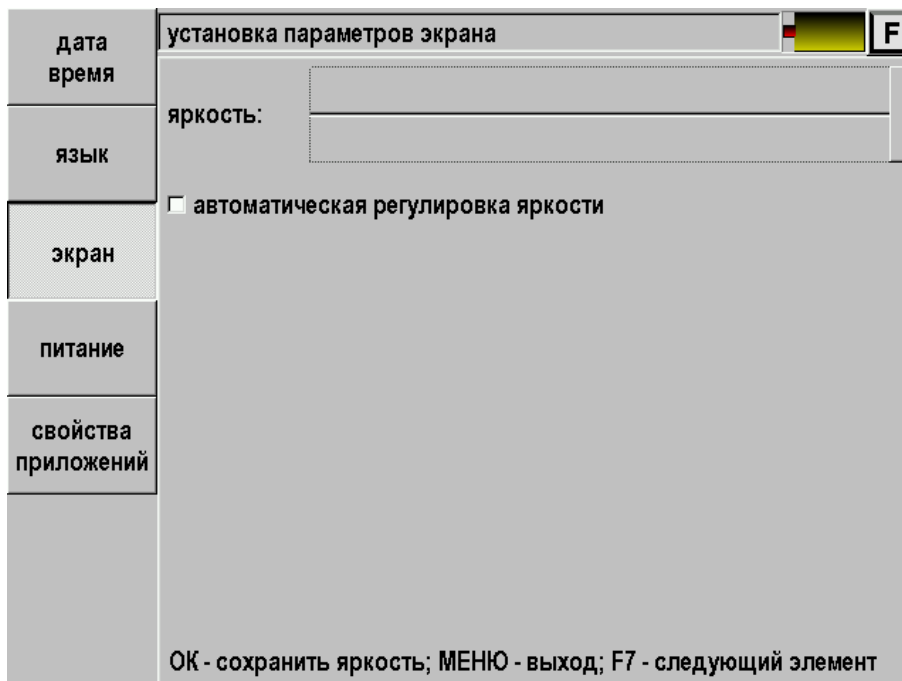 дата
время
язык
экран
питание
свойства
приложений
установка параметров экрана
F
яркость:
автоматическая регулировка яркости
ОК - сохранить яркость; МЕНЮ - выход; F7 - следующий элемент